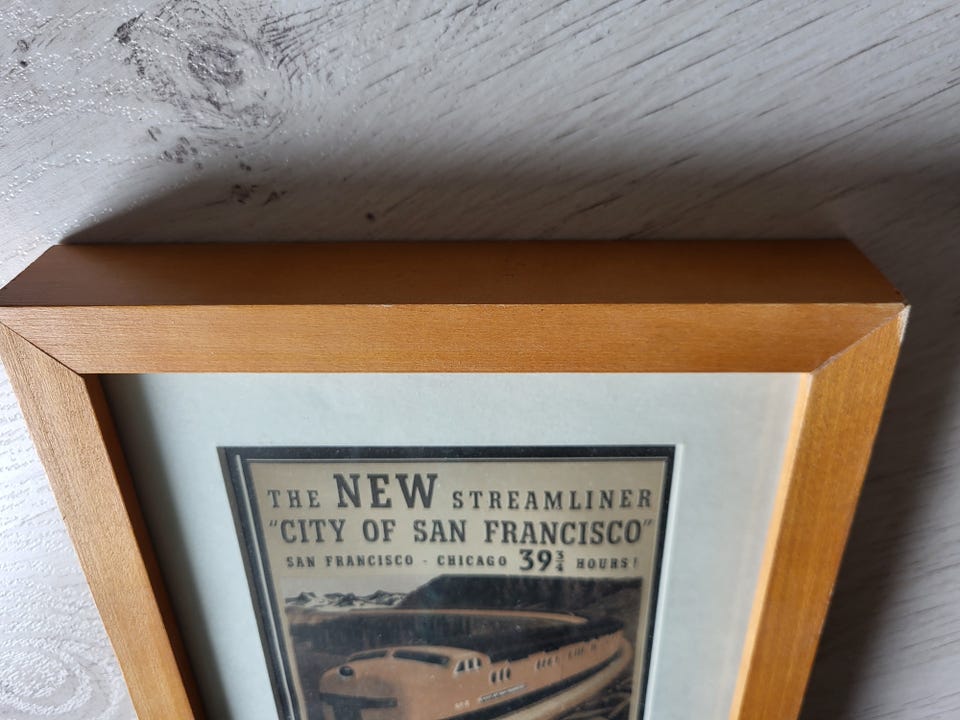 THE NEW STREAMLINER
"CITY OF SAN FRANCISCO"
SAN FRANCISCO - CHICAGO 39¾ HOURS!